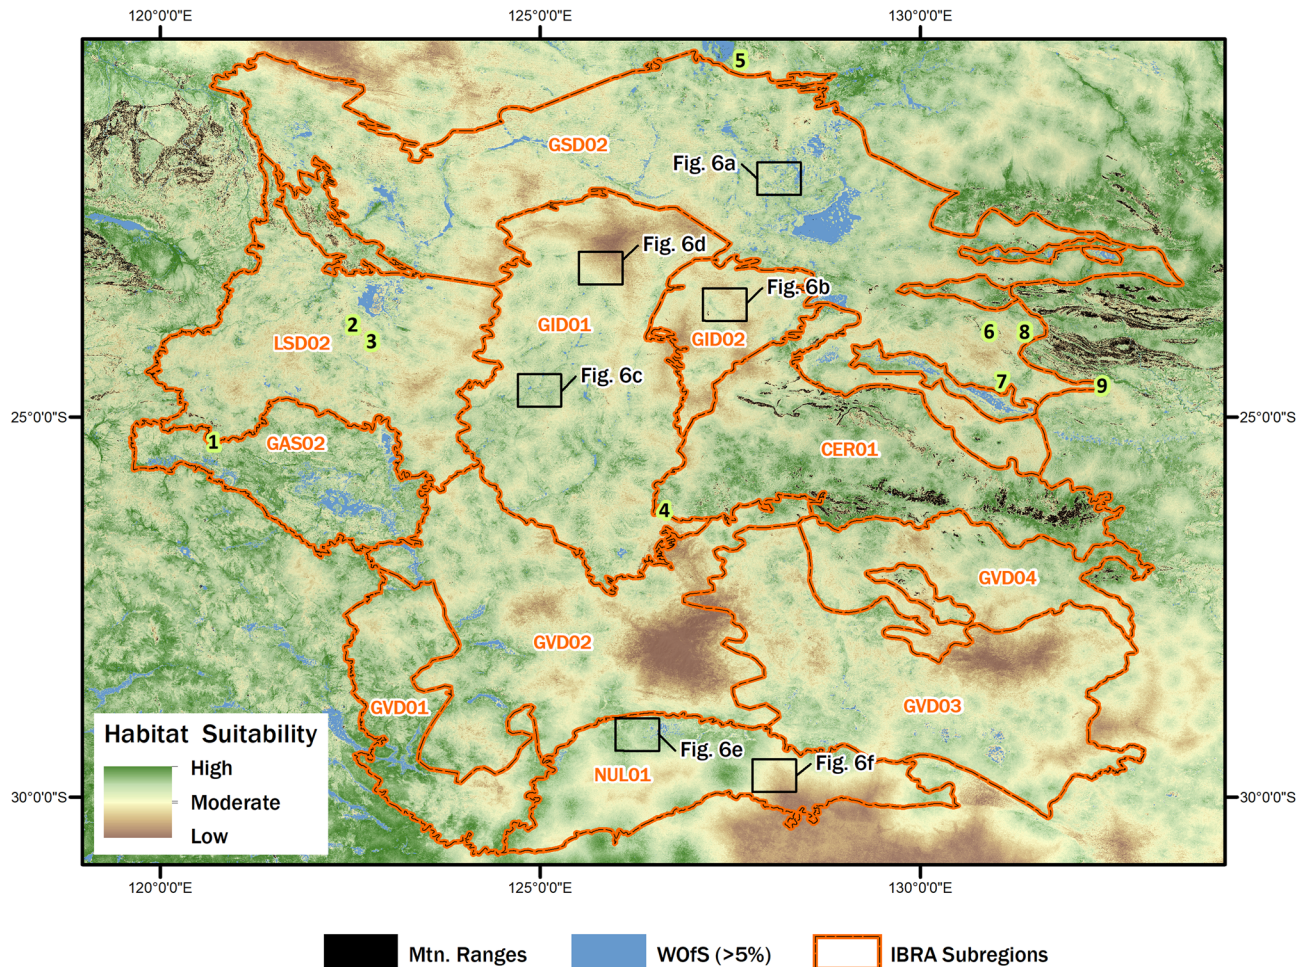 120°0'0"E 125°0'0"E 130°0'0"E
5
GSD02
Fig. 6a
Fig. 6d
Fig. 6b
2
GID01
6 8
3
LSD02
GID02
Fig. 6c
7
9
25°0'0"S 25°0'0"S
1
GAS02
CER01
4
GVD04
GVD02
GVD01
GVD03
Habitat Suitability
High
Moderate
Low
Fig. 6e
Fig. 6f
NUL01
30°0'0"S 30°0'0"S
120°0'0"E 125°0'0"E 130°0'0"E
Mtn. Ranges WOfS (>5%) IBRA Subregions